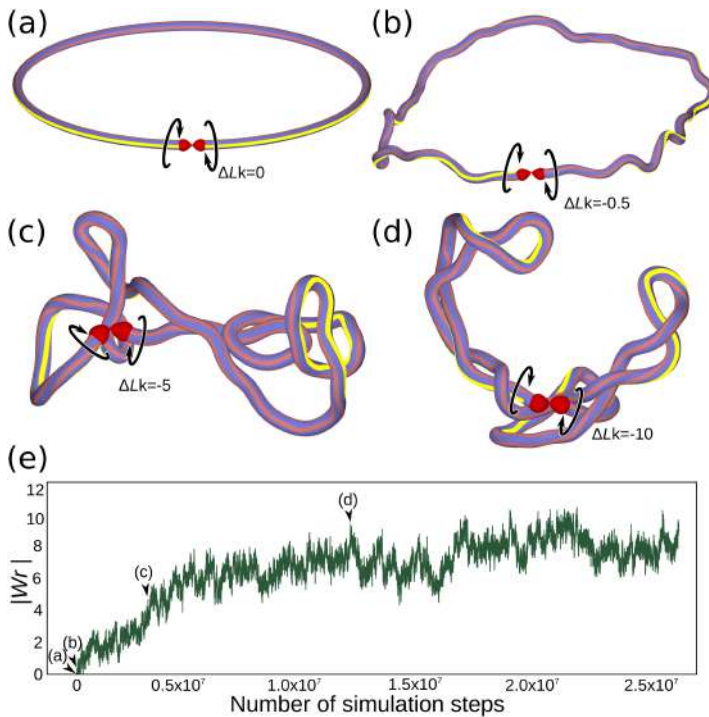 (a)
ΔLk=0
(b)
ΔLk=-0.5
(c)
ΔLk=-5
(d)
ΔLk=-10
(e)
|Wr |
12
10
8
6
4
2
0
(a)
(b)
(c)
(d)
0 0.5x10⁷ 1.0x10⁷ 1.5x10⁷ 2.0x10⁷ 2.5x10⁷
Number of simulation steps